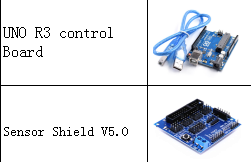 UNO R3 control
Board
Sensor Shield V5.0